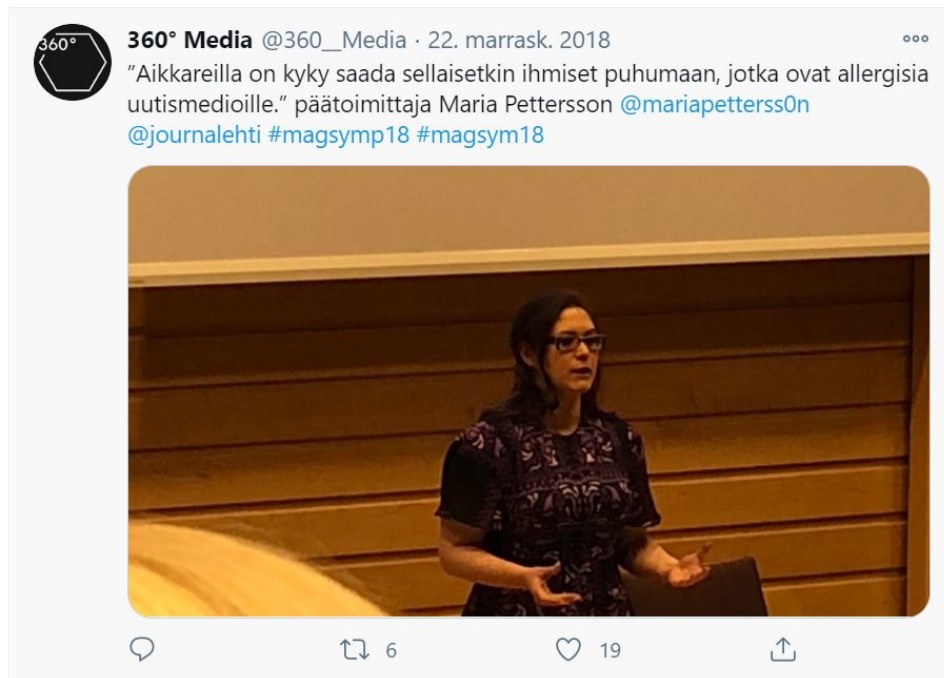 360°
360° Media @360__Media · 22. marrask. 2018
”Aikkareilla on kyky saada sellaisetkin ihmiset puhumaan, jotka ovat allergisia
uutismedioille.” päätoimittaja Maria Pettersson @mariapetterss0n
@journalehti #magsymp18 #magsym18
6 19